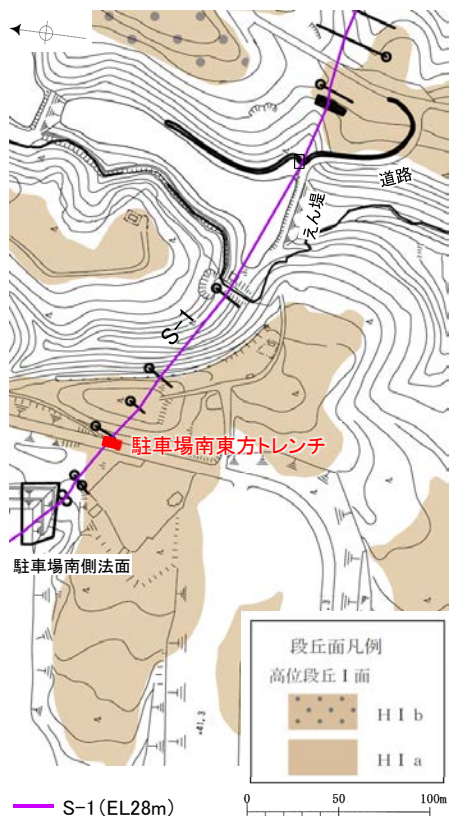 道路
えん堤
S-1
駐車場南東方トレンチ
駐車場南側法面
41.3
段丘面凡例
高位段丘Ⅰ面
HⅠb
HⅠa
S-1(EL28m)
0 50 100m